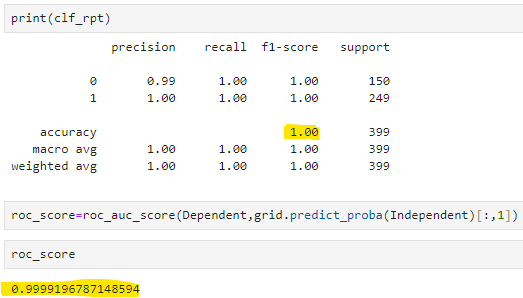 print(clf_rpt)
precision recall f1-score support
0 0.99 1.00 1.00 150
1 1.00 1.00 1.00 249
accuracy 1.00 399
macro avg 1.00 1.00 1.00 399
weighted avg 1.00 1.00 1.00 399
roc_score=roc_auc_score(Dependent,grid.predict_proba(Independent)[:,1])
roc_score
0.9999196787148594